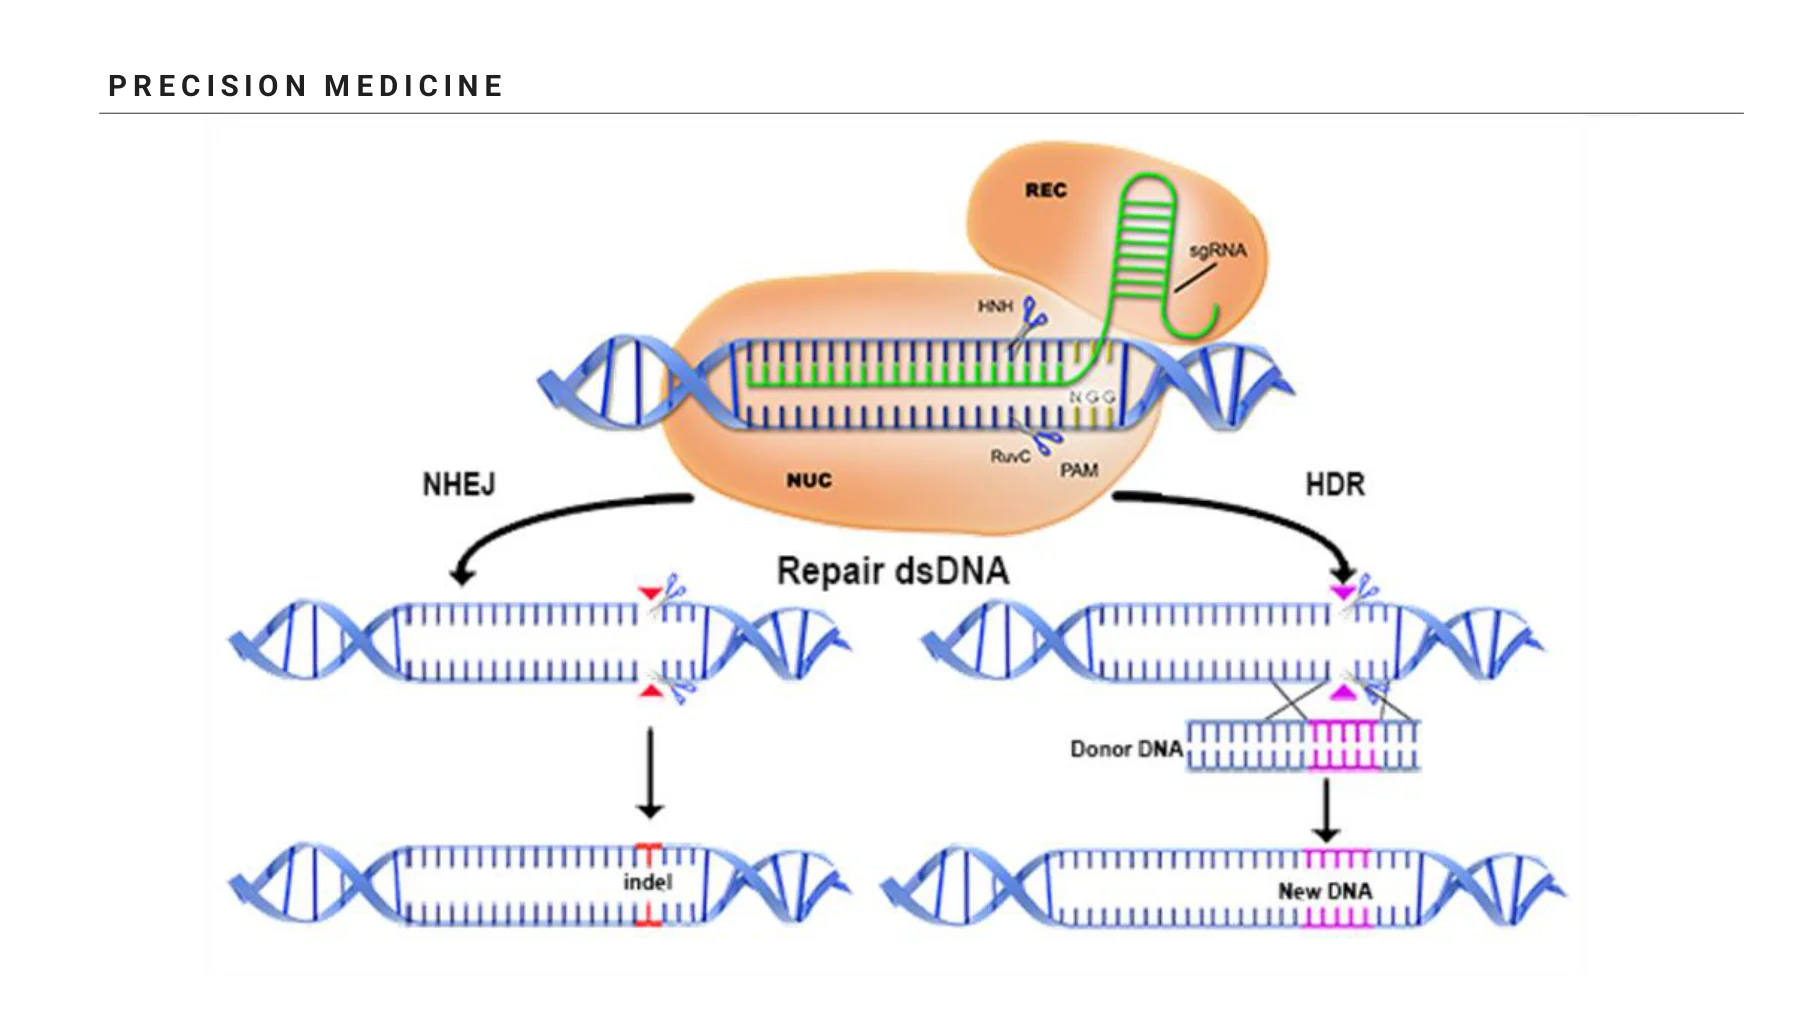 PRECISION MEDICINE
REC
sgRNA
HNH
NGG
RuvC
PAM
NUC
NHEJ
HDR
Repair dsDNA
Donor DNA
indel
New DNA